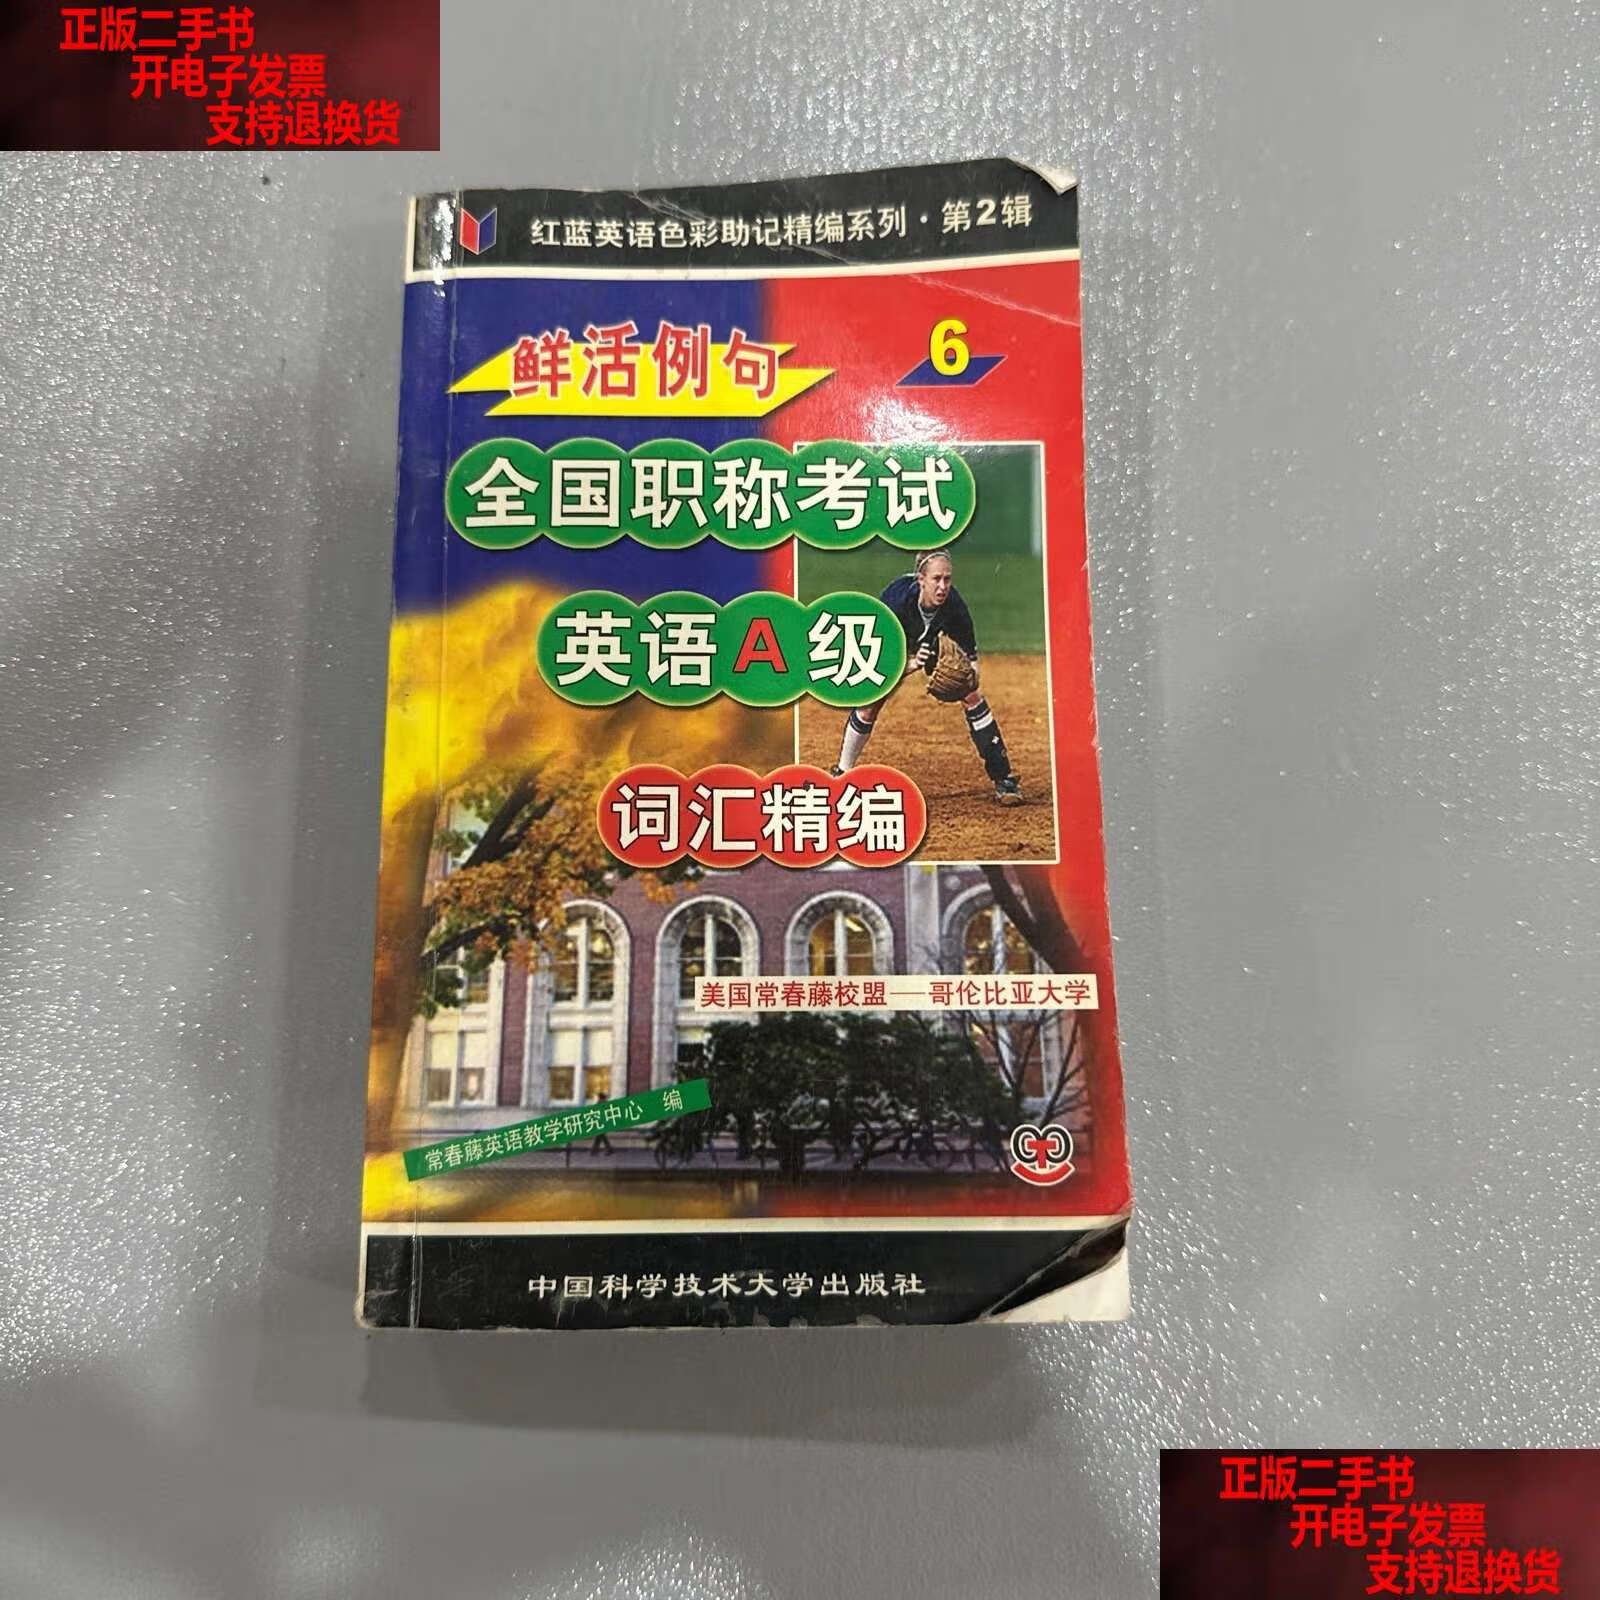 正版二手书
开电子发票
支持退换货
红蓝英语色彩助记精编系列·第2辑
鲜活例句
6
全国职称考试
英语A级
词汇精编
美国常春藤校盟——哥伦比亚大学
常春藤英语教学研究中心 编
中国科学技术大学出版社
正版二手书
开电子发票
支持退换货